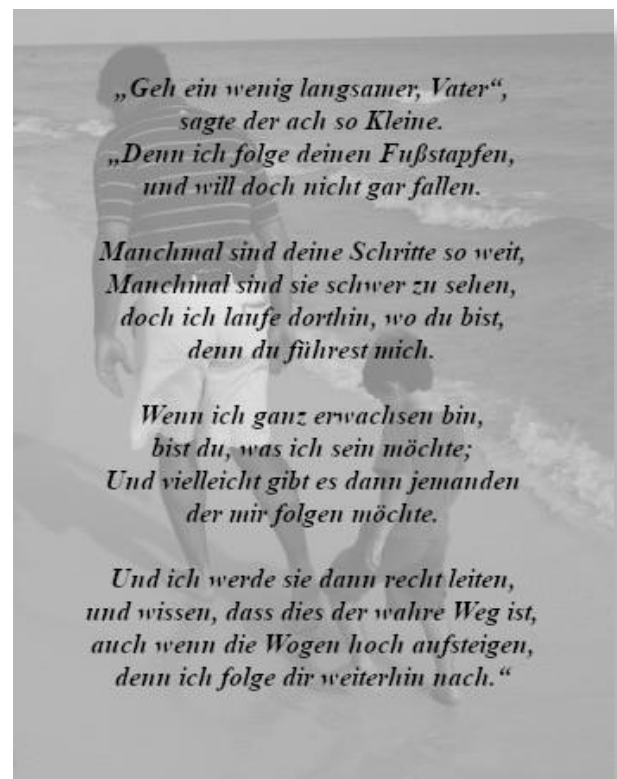 „Geh ein wenig langsamer, Vater“,
sagte der ach so Kleine.
„Denn ich folge deinen Fußstapfen,
und will doch nicht gar fallen.
Manchmal sind deine Schritte so weit,
Manchmal sind sie schwer zu sehen,
doch ich laufe dorthin, wo du bist,
denn du führest mich.
Wenn ich ganz erwachsen bin,
bist du, was ich sein möchte;
Und vielleicht gibt es dann jemanden
der mir folgen möchte.
Und ich werde sie dann recht leiten,
und wissen, dass dies der wahre Weg ist,
auch wenn die Wogen hoch aufsteigen,
denn ich folge dir weiterhin nach.“